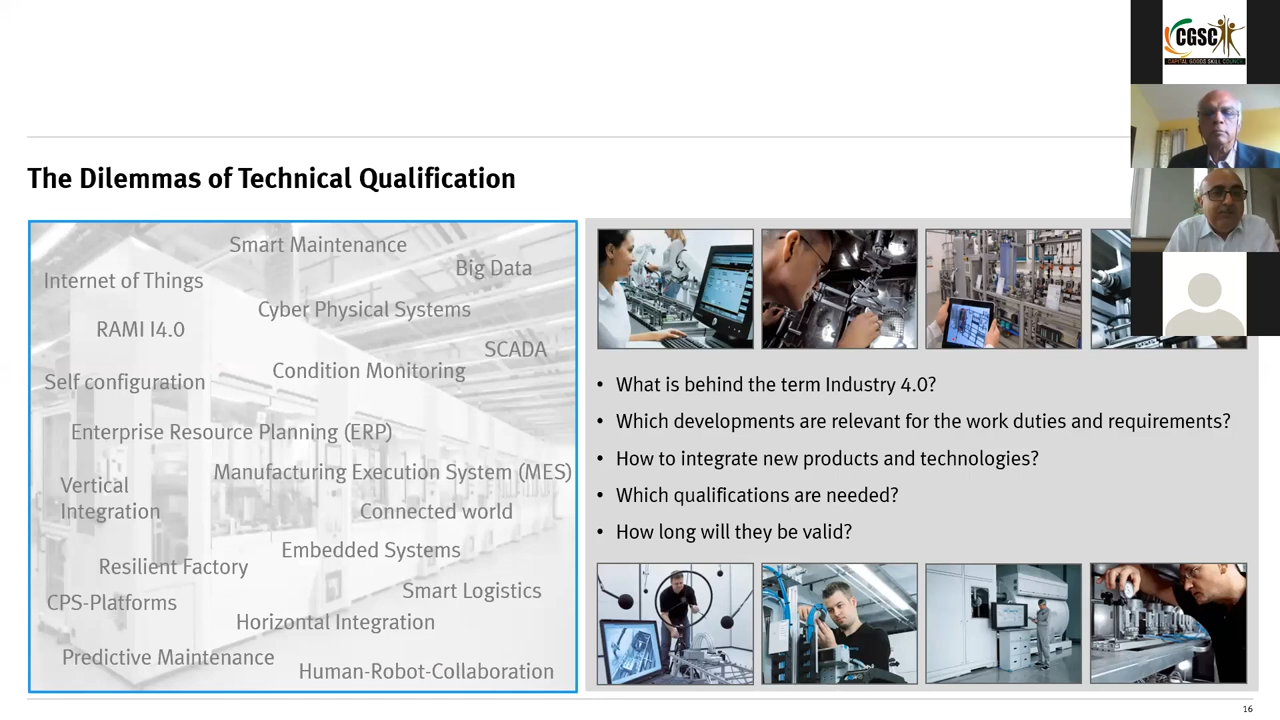 CGSC
CAPITAL GOODS SKILL COUNCIL
The Dilemmas of Technical Qualification
Smart Maintenance
Big Data
Internet of Things
Cyber Physical Systems
RAMI I4.0
SCADA
Condition Monitoring
Self configuration
Enterprise Resource Planning (ERP)
Manufacturing Execution System (MES)
Vertical
Integration
Connected world
Embedded Systems
Resilient Factory
Smart Logistics
CPS-Platforms
Horizontal Integration
Predictive Maintenance
Human-Robot-Collaboration
• What is behind the term Industry 4.0?
• Which developments are relevant for the work duties and requirements?
• How to integrate new products and technologies?
• Which qualifications are needed?
• How long will they be valid?
16